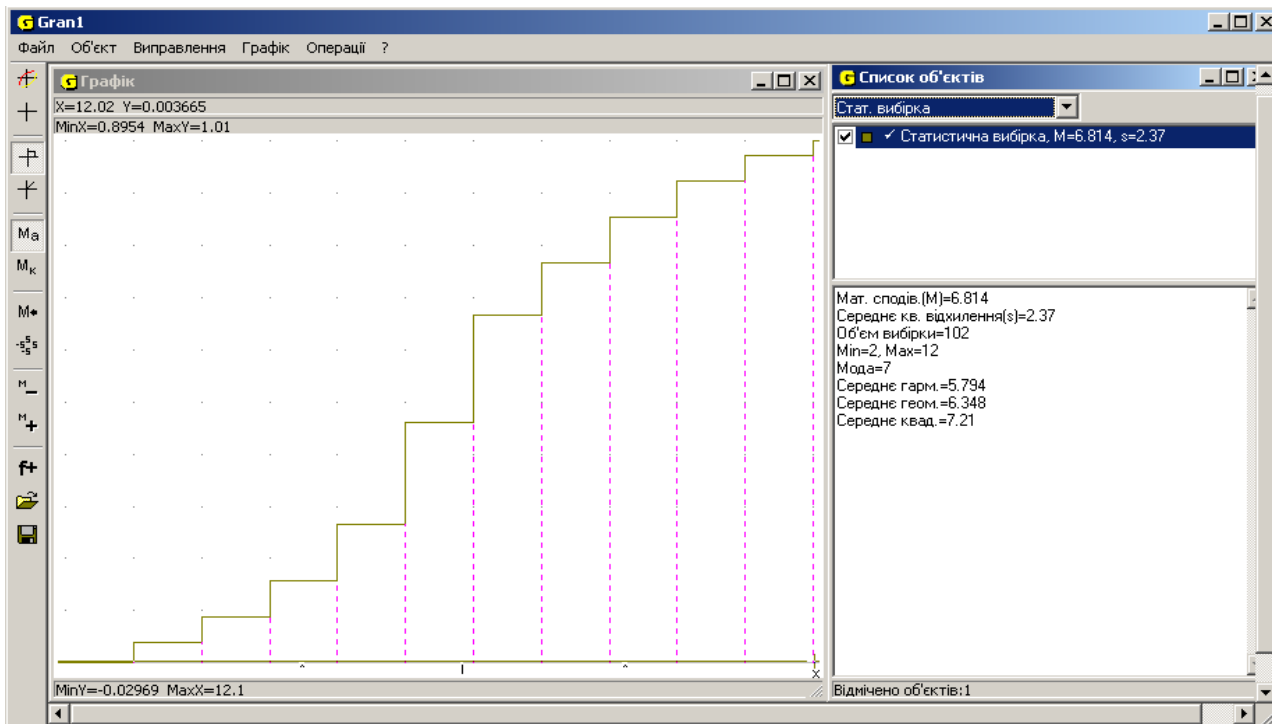 Gran1
Файл Об'єкт Виправлення Графік Операції ?
Графік
X=12.02 Y=0.003665
MinX=0.8954 MaxY=1.01
X
MinY=-0.02969 MaxX=12.1
Ма
Мк
М
-s s s s
М
М+
f+
Список об'єктів
Стат. вибірка
Статистична вибірка, M=6.814, s=2.37
Мат. сподів.(M)=6.814
Середнє кв. відхилення(s)=2.37
Об'єм вибірки=102
Min=2, Max=12
Мода=7
Середнє гарм.=5.794
Середнє геом.=6.348
Середнє квад.=7.21
Відмічено об'єктів:1